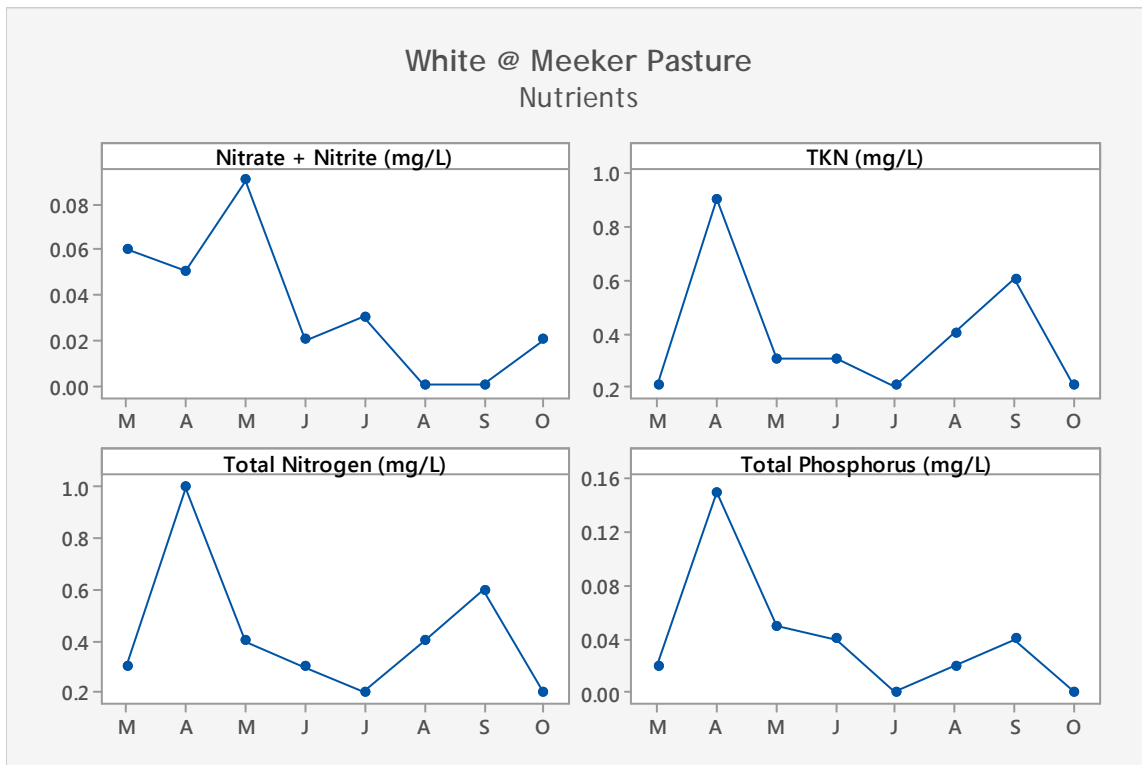 White @ Meeker Pasture
Nutrients
Nitrate + Nitrite (mg/L)
0.08
0.06
0.04
0.02
0.00
M A M J J A S O
TKN (mg/L)
1.0
0.8
0.6
0.4
0.2
M A M J J A S O
Total Nitrogen (mg/L)
1.0
0.8
0.6
0.4
0.2
M A M J J A S O
Total Phosphorus (mg/L)
0.16
0.12
0.08
0.04
0.00
M A M J J A S O